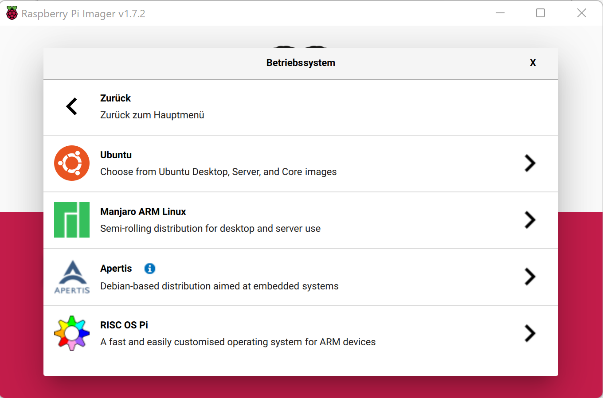 Raspberry Pi Imager v1.7.2
Betriebssystem
X
Zurück
Zurück zum Hauptmenü
Ubuntu
Choose from Ubuntu Desktop, Server, and Core images
Manjaro ARM Linux
Semi-rolling distribution for desktop and server use
Apertis
APERTIS
Debian-based distribution aimed at embedded systems
RISC OS Pi
A fast and easily customised operating system for ARM devices